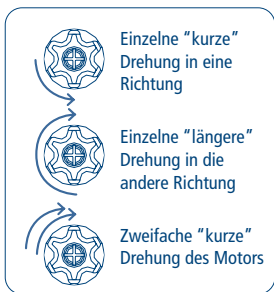 Einzelne “kurze”
Drehung in eine
Richtung
Einzelne “längere”
Drehung in die
andere Richtung
Zweifache “kurze”
Drehung des Motors